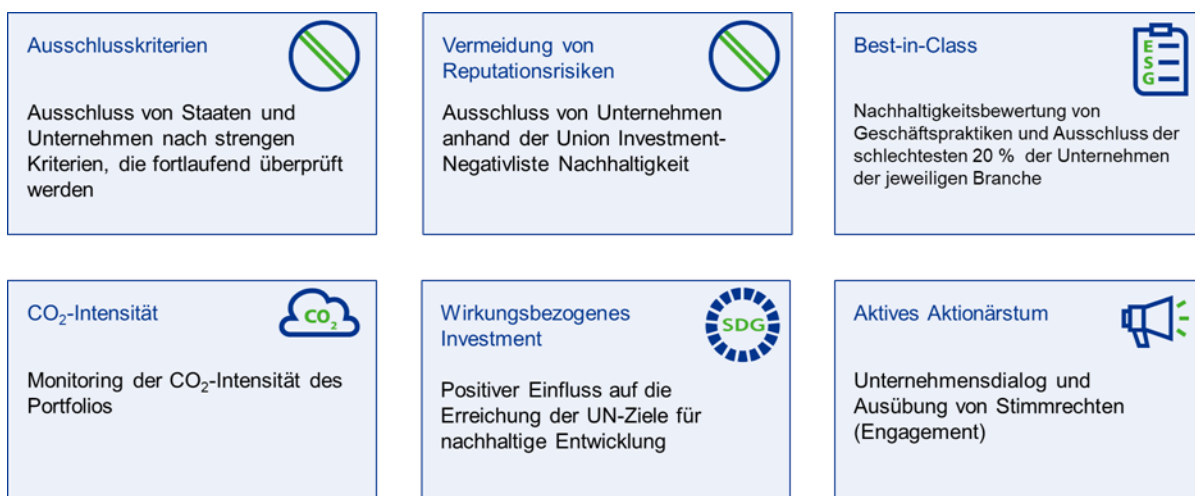 Ausschlusskriterien
Ausschluss von Staaten und
Unternehmen nach strengen
Kriterien, die fortlaufend überprüft
werden
Vermeidung von
Reputationsrisiken
Ausschluss von Unternehmen
anhand der Union Investment-
Negativliste Nachhaltigkeit
Best-in-Class
E
S
G
Nachhaltigkeitsbewertung von
Geschäftspraktiken und Ausschluss der
schlechtesten 20 % der Unternehmen
der jeweiligen Branche
CO₂-Intensität
CO₂
Monitoring der CO₂-Intensität des
Portfolios
Wirkungsbezogenes
Investment
SDG
Positiver Einfluss auf die
Erreichung der UN-Ziele für
nachhaltige Entwicklung
Aktives Aktionärstum
Unternehmensdialog und
Ausübung von Stimmrechten
(Engagement)